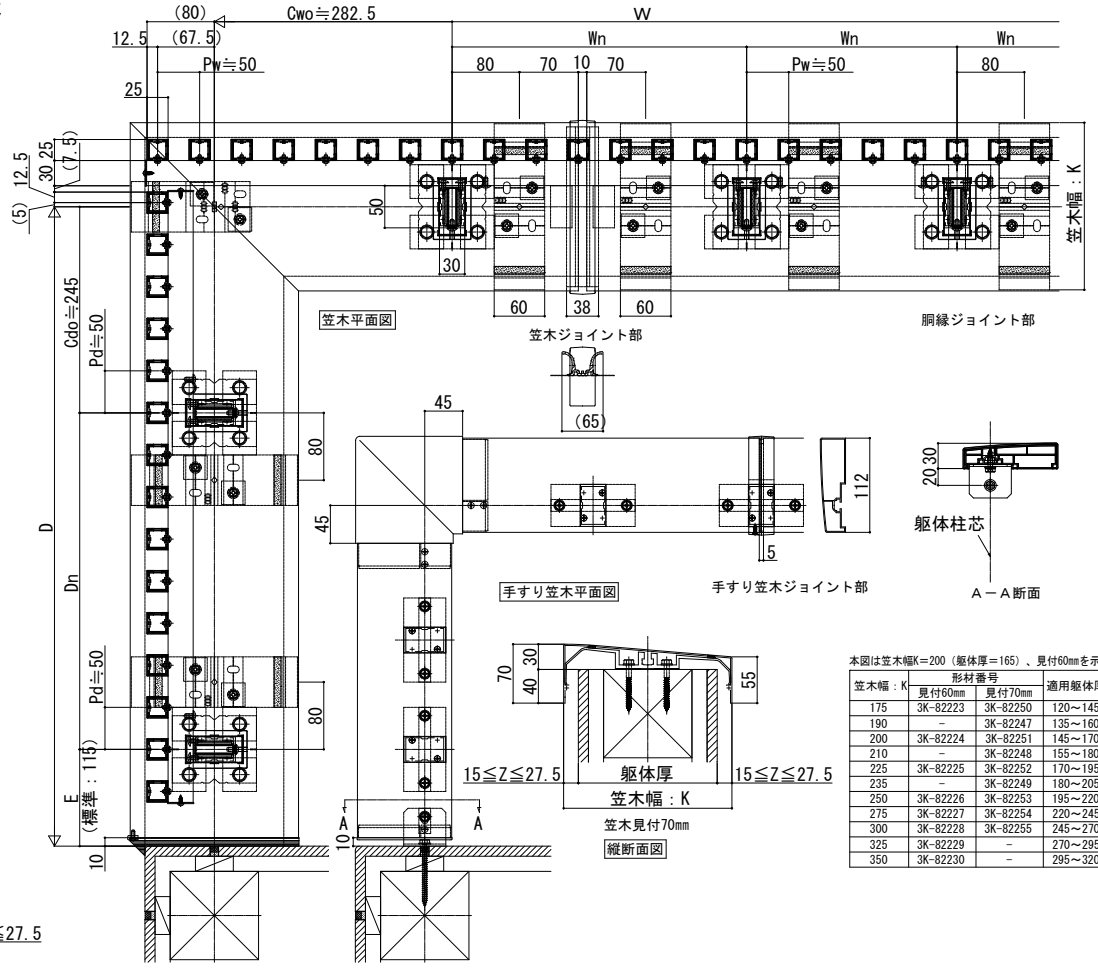 (80)
Cwo≒282.5
W
12.5
(67.5)
Wn
Wn
Wn
Pw≒50
80
70
10
70
Pw≒50
80
25
12.5
30
25
(7.5)
(5)
50
30
60
38
60
笠木幅：K
笠木平面図
笠木ジョイント部
胴縁ジョイント部
(65)
Cdo≒245
Pd≒50
80
D
Dn
Pd≒50
80
E
(標準：115)
10
45
45
112
5
手すり笠木平面図
手すり笠木ジョイント部
20
30
躯体柱芯
A－A断面
70
30
40
55
15≦Z≦27.5
躯体厚
15≦Z≦27.5
笠木幅：K
笠木見付70mm
縦断面図
A
A
10
≦27.5
本図は笠木幅K=200（躯体厚=165）、見付60mmを示
笠木幅：K 形材番号 適用躯体厚
見付60mm 見付70mm
175 3K-82223 3K-82250 120～145
190 － 3K-82247 135～160
200 3K-82224 3K-82251 145～170
210 － 3K-82248 155～180
225 3K-82225 3K-82252 170～195
235 － 3K-82249 180～205
250 3K-82226 3K-82253 195～220
275 3K-82227 3K-82254 220～245
300 3K-82228 3K-82255 245～270
325 3K-82229 － 270～295
350 3K-82230 － 295～320